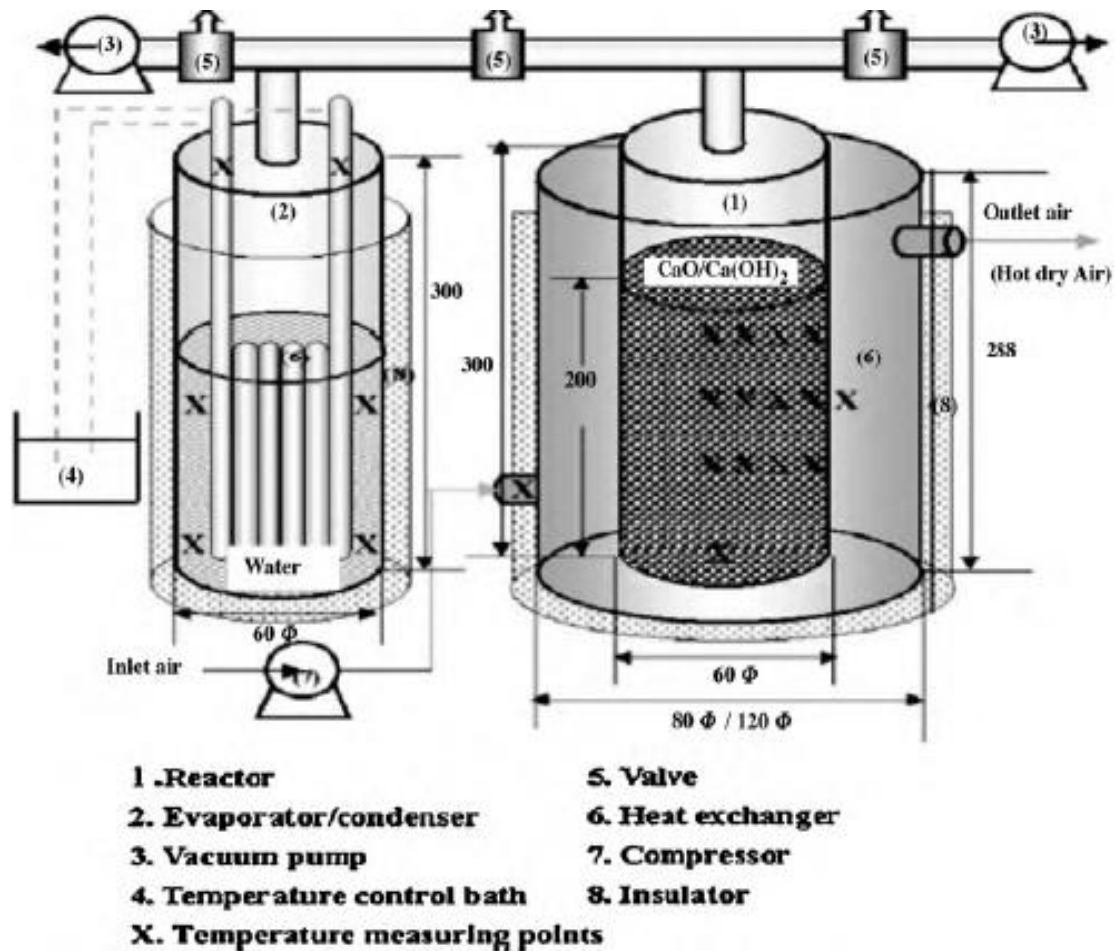 (3)
(5)
(5)
(5)
(3)
(2)
(1)
Outlet air
CaO/Ca(OH)2
(Hot dry Air)
300
300
200
288
(6)
(6)
(8)
(8)
(4)
Water
60 Φ
Inlet air
(7)
60 Φ
80 Φ / 120 Φ
X
X
X
X
X
X
X
X
X
1 .Reactor
5. Valve
2. Evaporator/condenser
6. Heat exchanger
3. Vacuum pump
7. Compressor
4. Temperature control bath
8. Insulator
X. Temperature measuring points